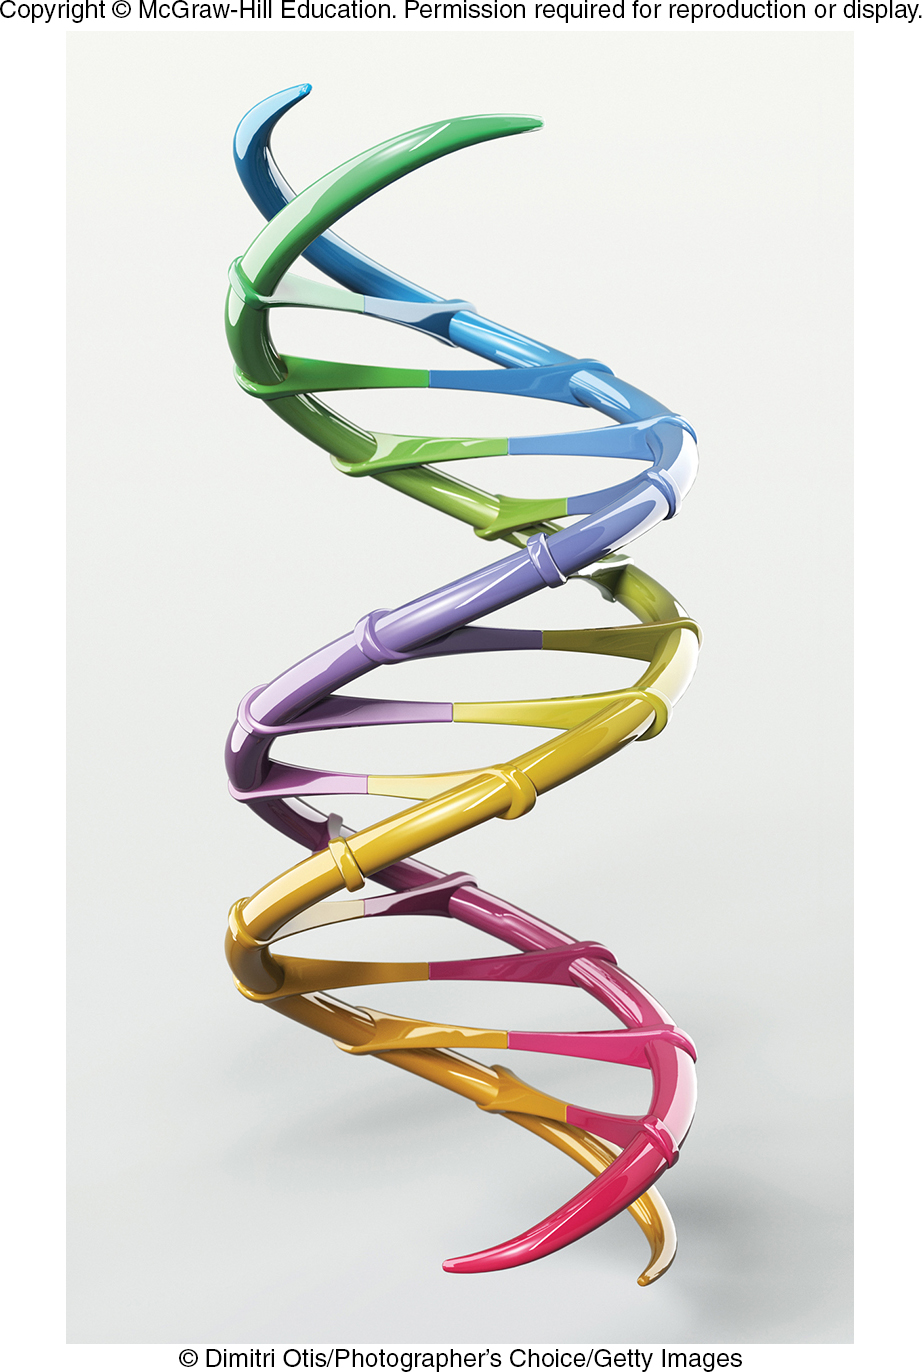 Copyright © McGraw-Hill Education. Permission required for reproduction or display.
© Dimitri Otis/Photographer’s Choice/Getty Images